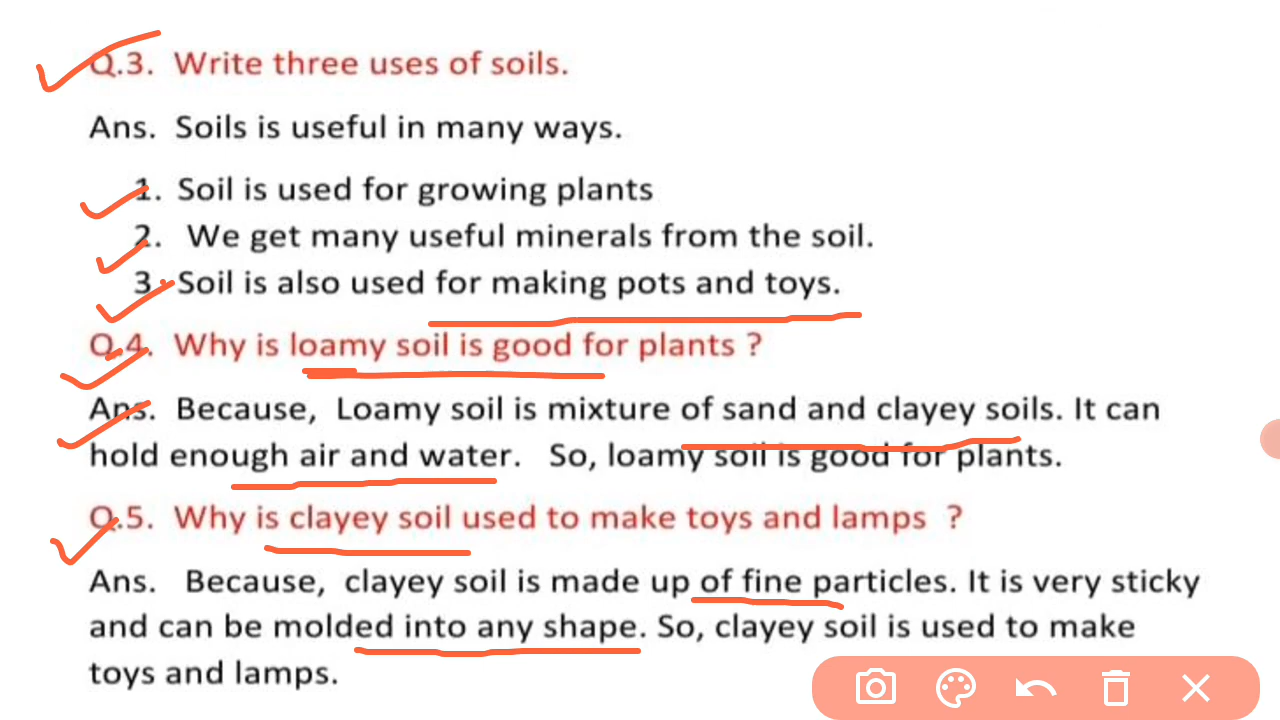 Q.3. Write three uses of soils.
Ans. Soils is useful in many ways.
1. Soil is used for growing plants
2. We get many useful minerals from the soil.
3. Soil is also used for making pots and toys.
Q.4. Why is loamy soil is good for plants ?
Ans. Because, Loamy soil is mixture of sand and clayey soils. It can
hold enough air and water. So, loamy soil is good for plants.
Q.5. Why is clayey soil used to make toys and lamps ?
Ans. Because, clayey soil is made up of fine particles. It is very sticky
and can be molded into any shape. So, clayey soil is used to make
toys and lamps.